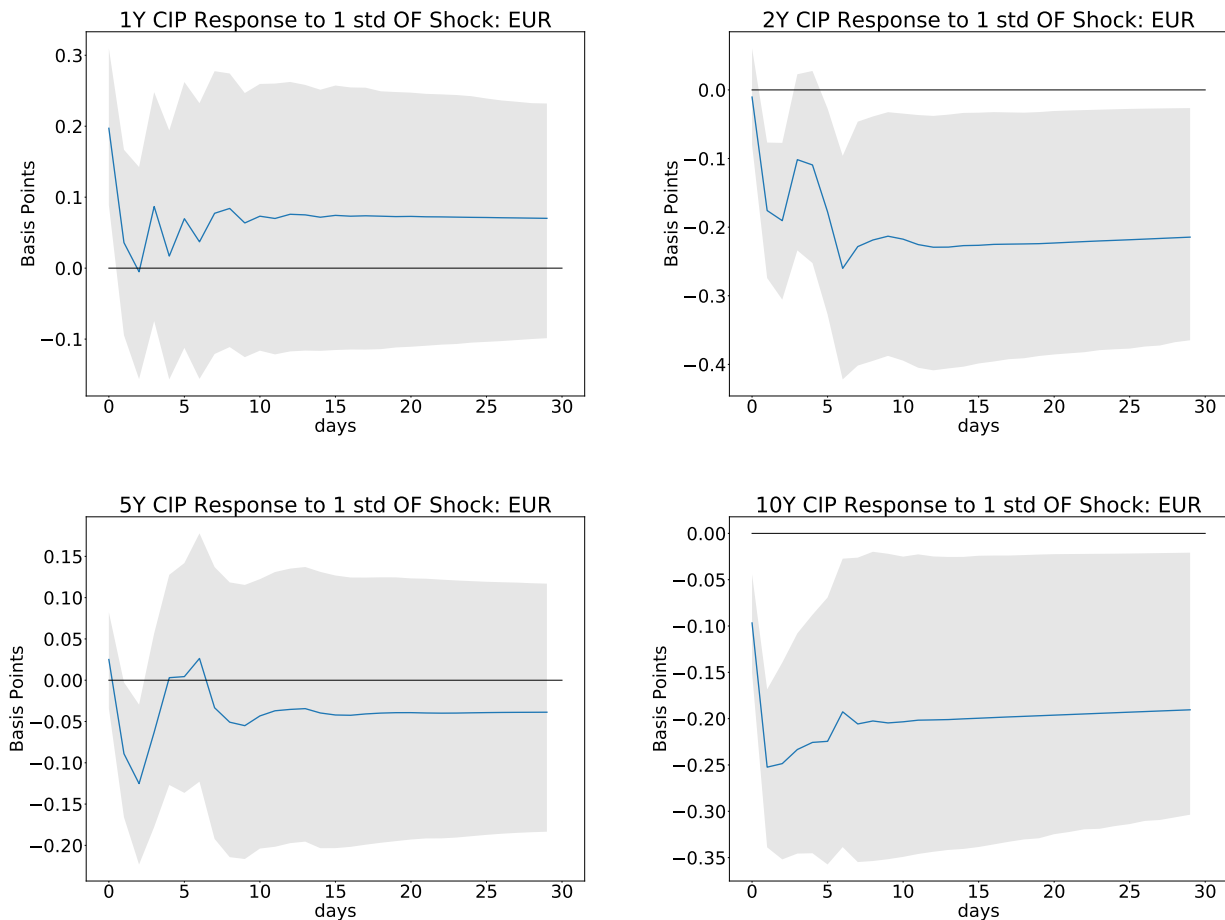 1Y CIP Response to 1 std OF Shock: EUR
0.3
0.2
0.1
0.0
−0.1
Basis Points
0 5 10 15 20 25 30
days
2Y CIP Response to 1 std OF Shock: EUR
0.0
−0.1
−0.2
−0.3
−0.4
Basis Points
0 5 10 15 20 25 30
days
5Y CIP Response to 1 std OF Shock: EUR
0.15
0.10
0.05
0.00
−0.05
−0.10
−0.15
−0.20
Basis Points
0 5 10 15 20 25 30
days
10Y CIP Response to 1 std OF Shock: EUR
0.00
−0.05
−0.10
−0.15
−0.20
−0.25
−0.30
−0.35
Basis Points
0 5 10 15 20 25 30
days